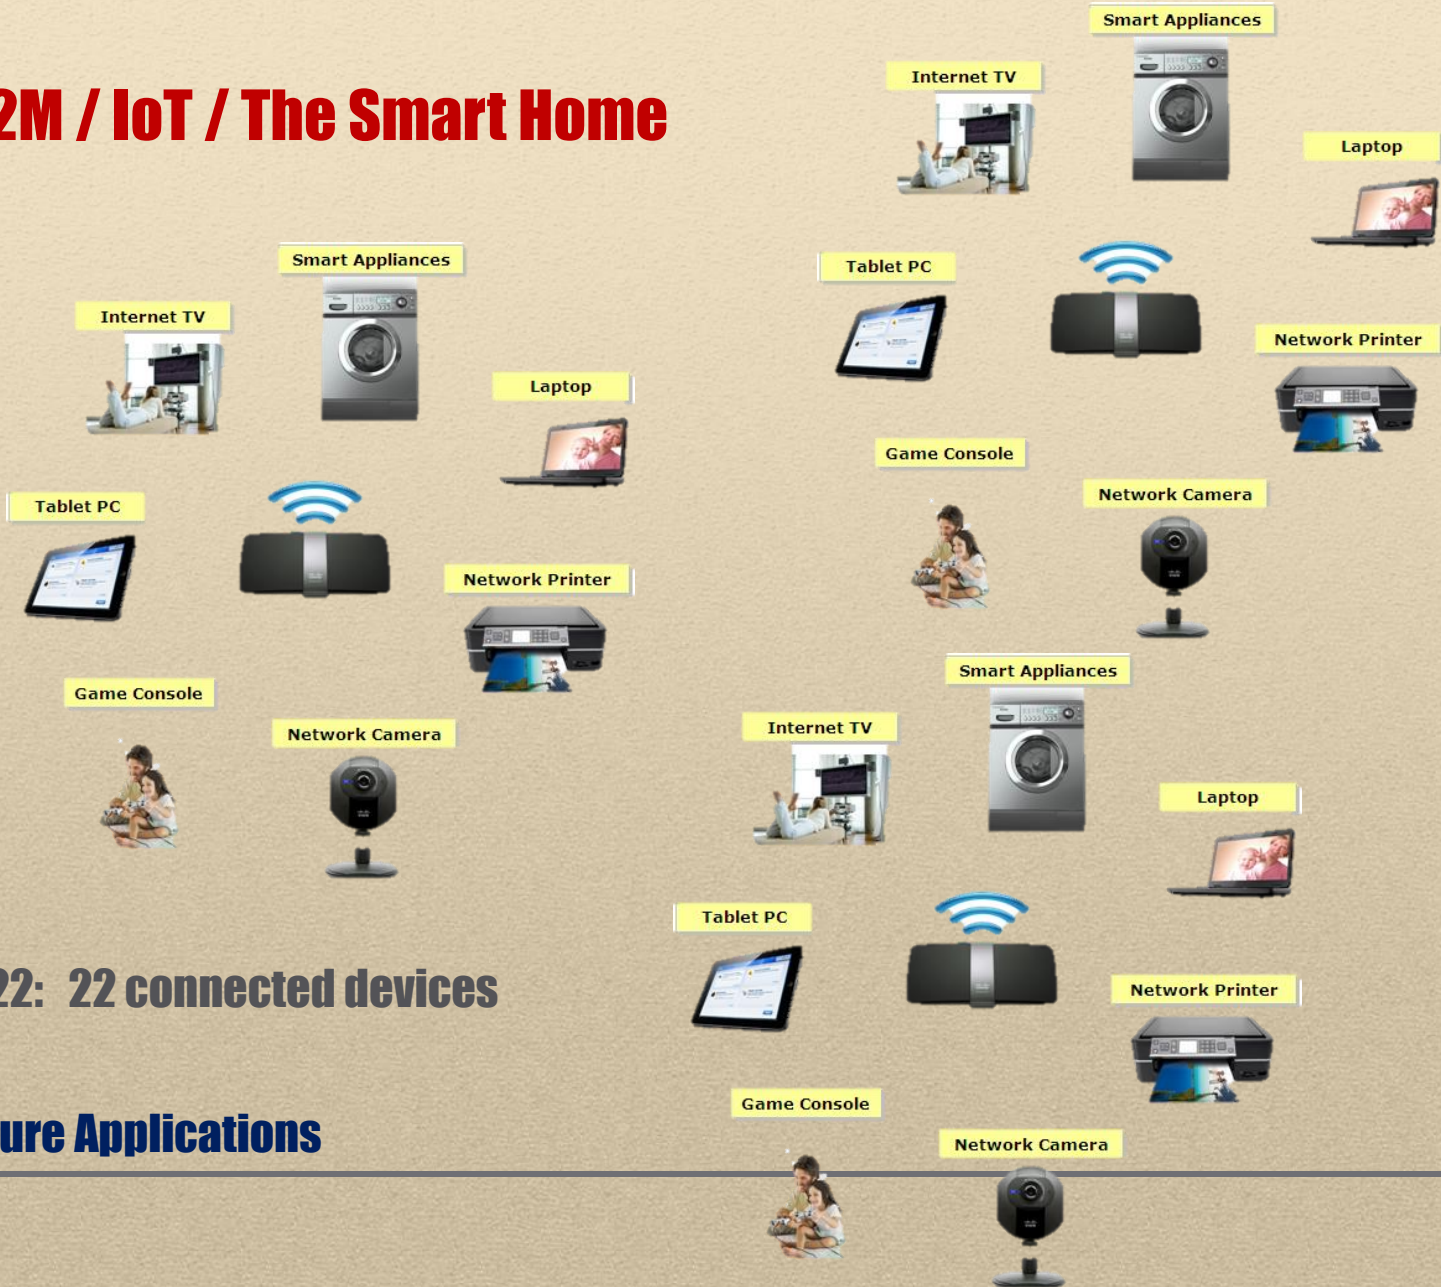 2M / IoT / The Smart Home
Smart Appliances
Internet TV
Laptop
Tablet PC
Network Printer
Game Console
Network Camera
Smart Appliances
Internet TV
Laptop
Tablet PC
Network Printer
Game Console
Network Camera
Smart Appliances
Internet TV
Laptop
Tablet PC
Network Printer
Game Console
Network Camera
22: 22 connected devices
ure Applications